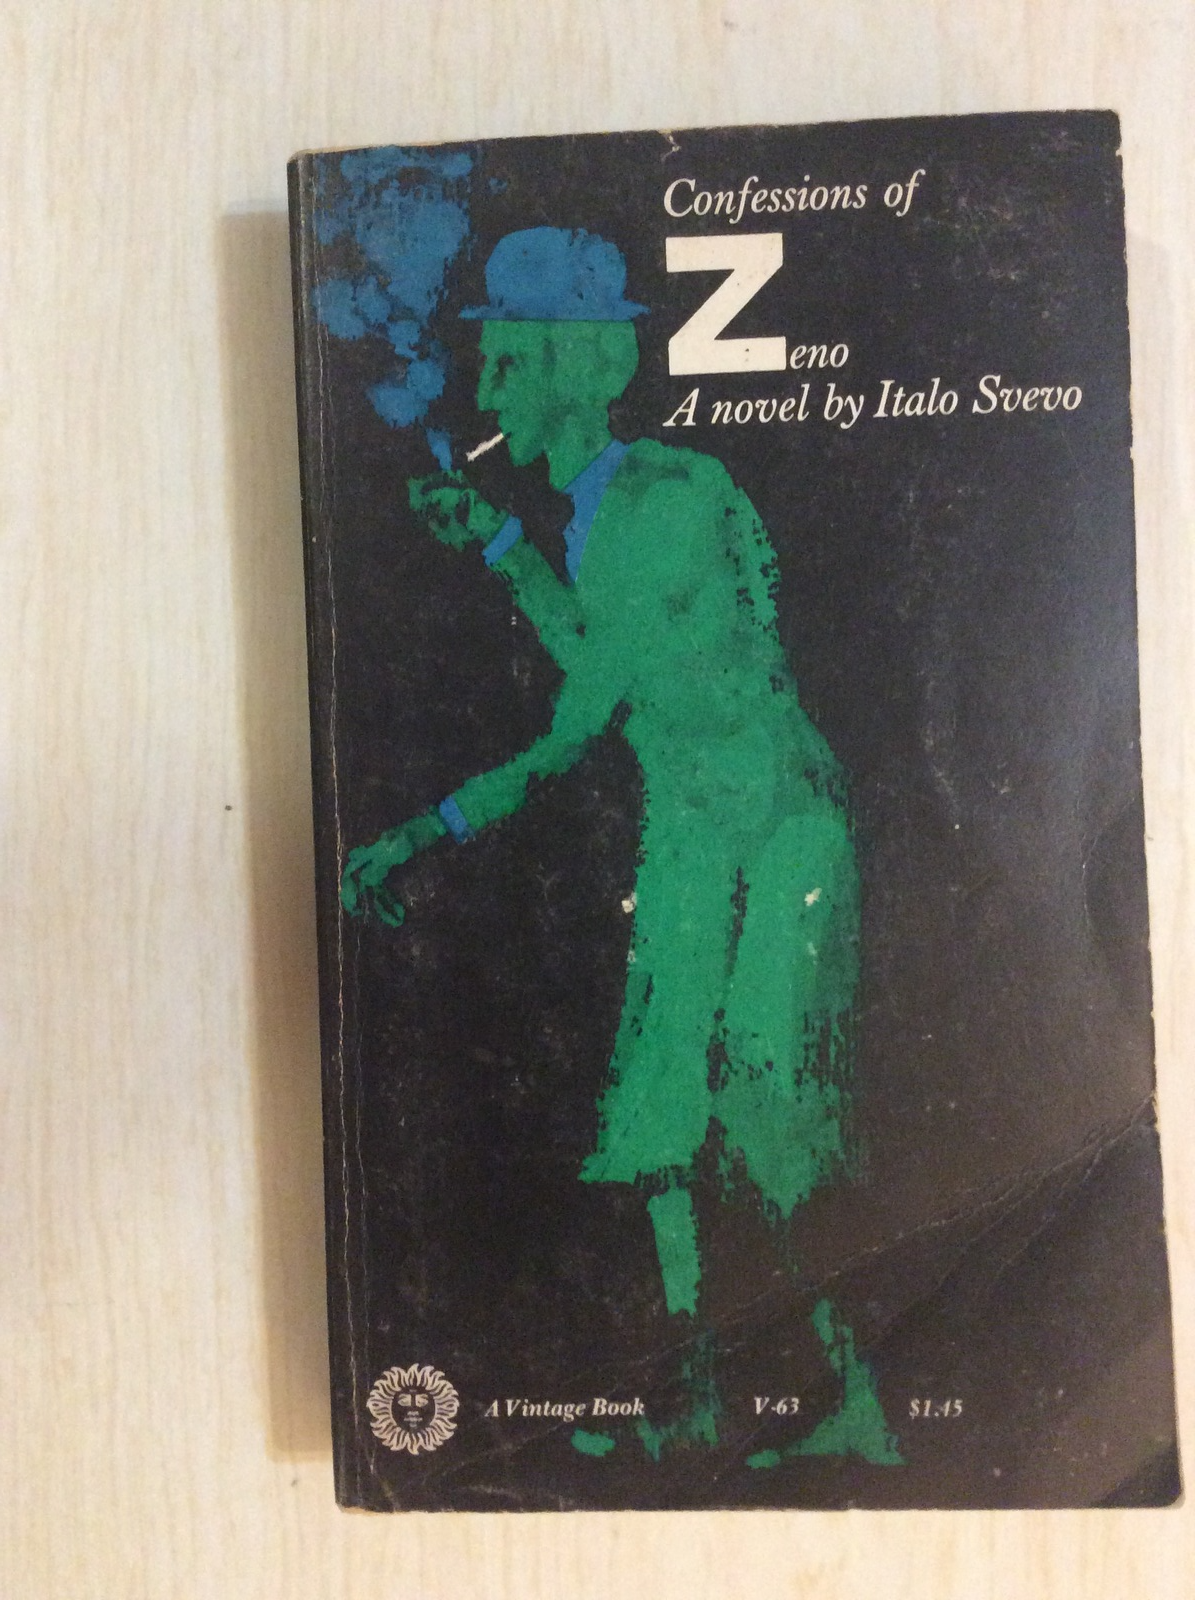 Confessions of
Zeno
A novel by Italo Svevo
A Vintage Book V-63 $1.45